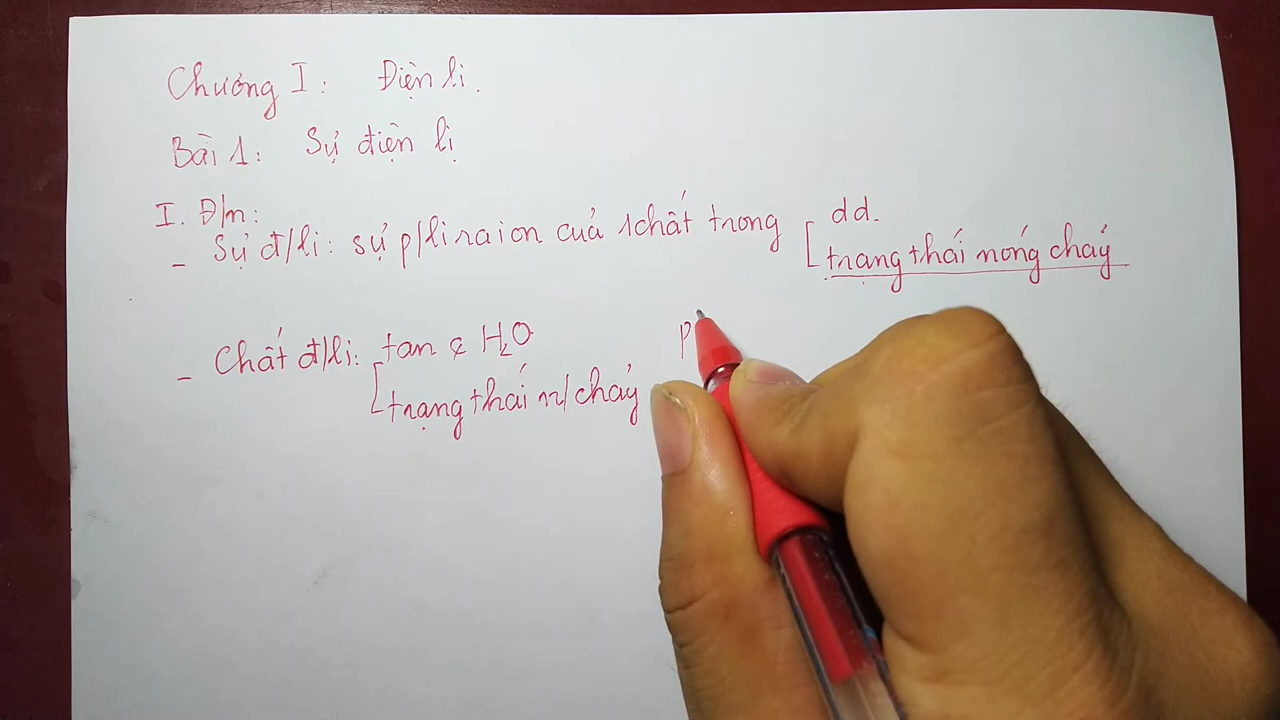 Chương I: Điện li.
Bài 1: Sự điện lị
I. Đ/n:
- Sự đ/li: sự p/li ra ion của 1 chất trong [ dd.
trạng thái nóng chảy
- Chất đ/li: [ tan & H2O
trạng thái n/chảy
p